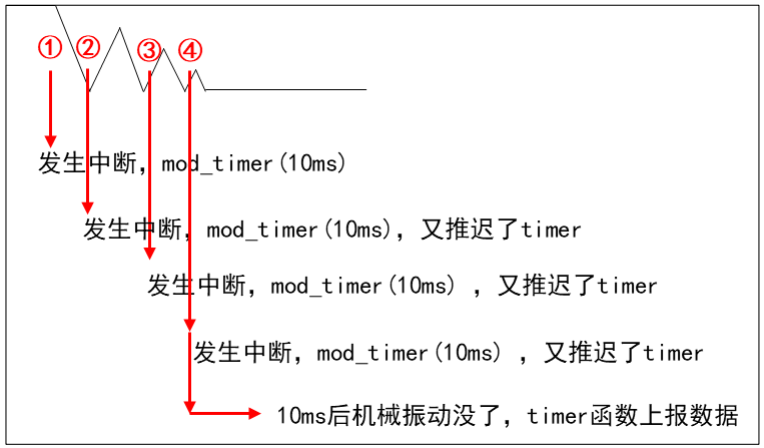 ① ② ③ ④
发生中断，mod_timer(10ms)
发生中断，mod_timer(10ms)，又推迟了timer
发生中断，mod_timer(10ms) ，又推迟了timer
发生中断，mod_timer(10ms) ，又推迟了timer
10ms后机械振动没了，timer函数上报数据